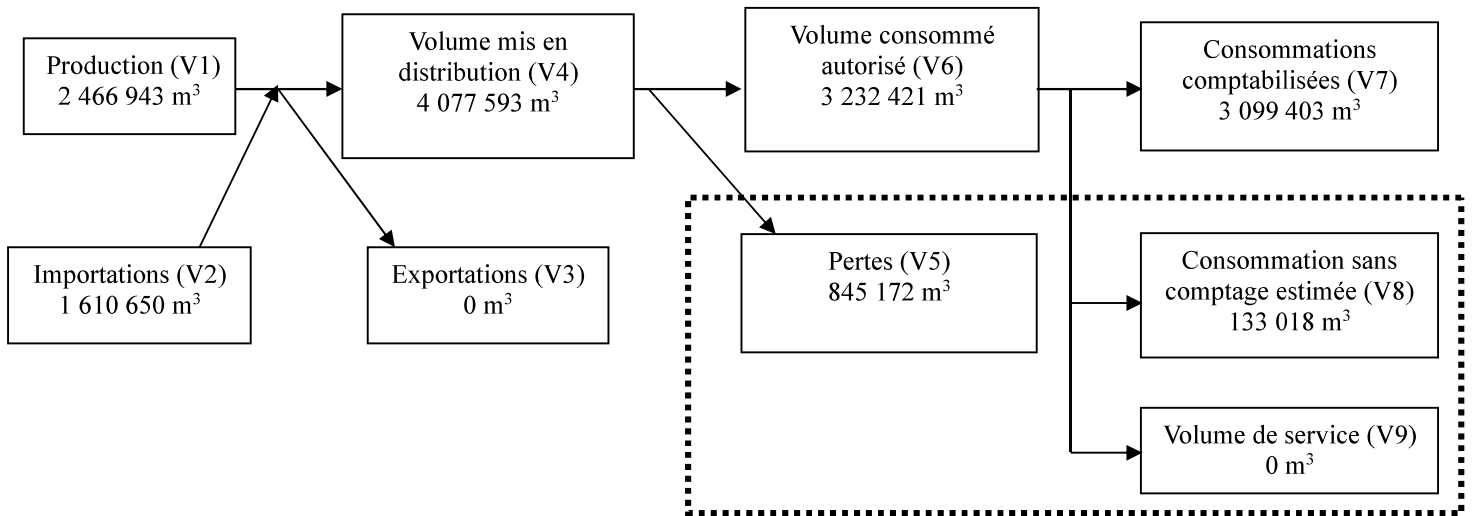 Production (V1)
2 466 943 m³
Volume mis en
distribution (V4)
4 077 593 m³
Volume consommé
autorisé (V6)
3 232 421 m³
Consommations
comptabilisées (V7)
3 099 403 m³
Importations (V2)
1 610 650 m³
Exportations (V3)
0 m³
Pertes (V5)
845 172 m³
Consommation sans
comptage estimée (V8)
133 018 m³
Volume de service (V9)
0 m³